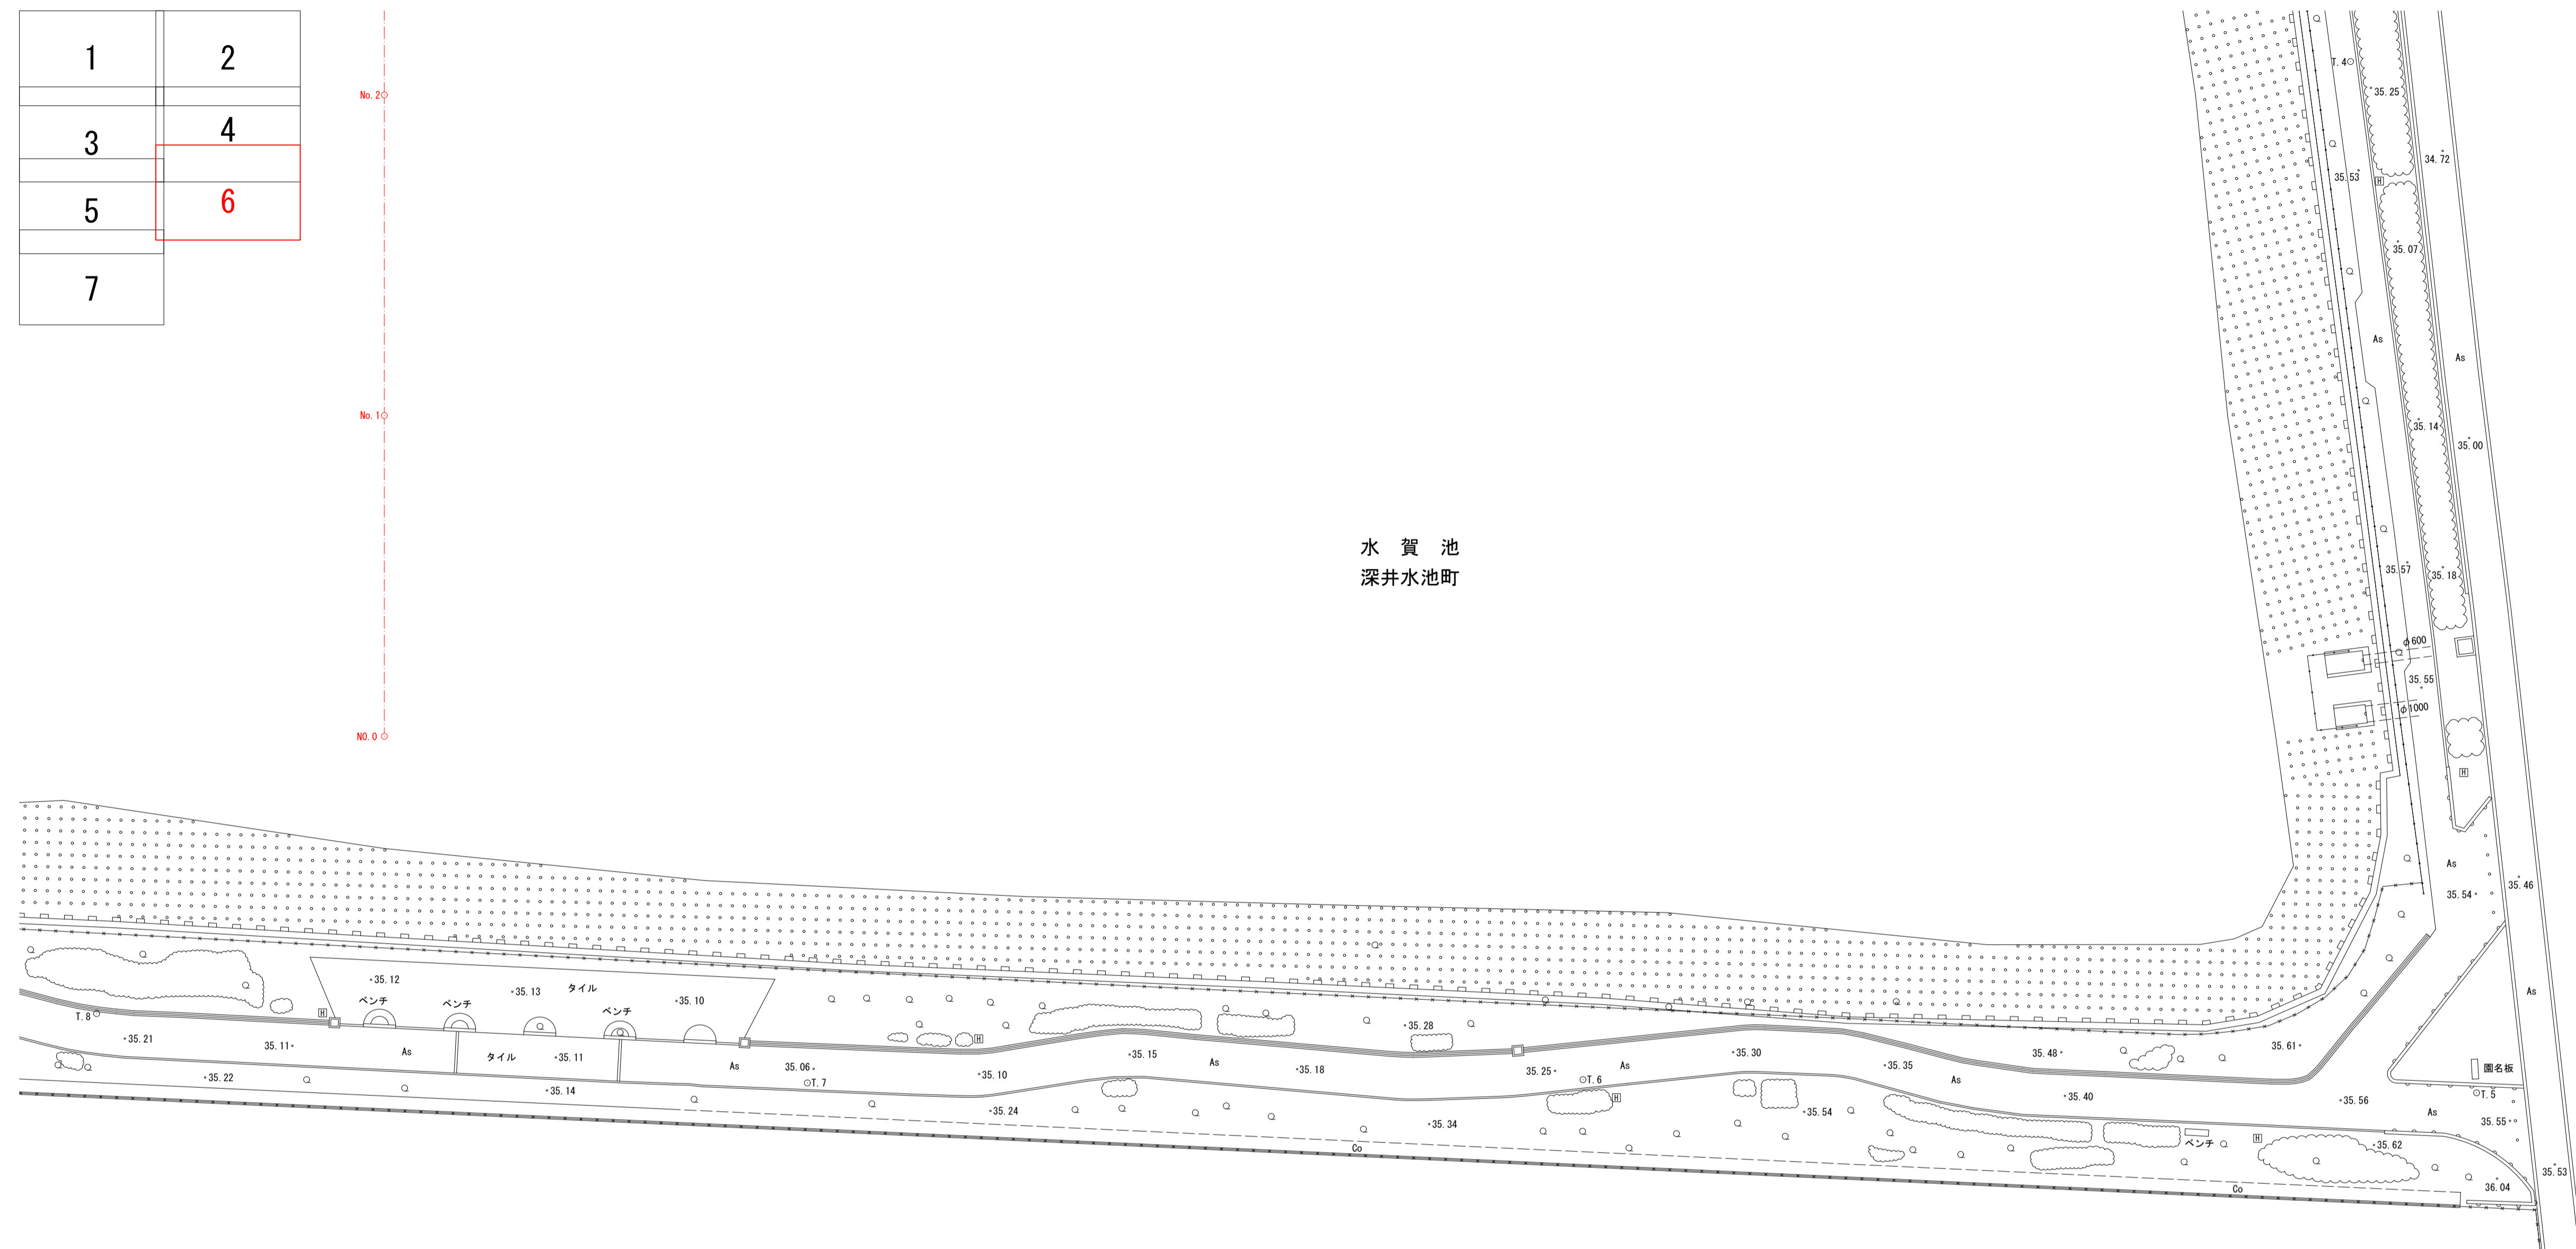 1
2
3
4
5
6
7
No.2
No.1
NO.0
T.4
35.25
34.72
35.53
35.07
As
As
35.14
35.00
水賀池
深井水池町
35.57
35.18
φ600
35.55
φ1000
As
35.54
35.46
H
H
As
35.12
35.13
タイル
35.10
ベンチ
ベンチ
ベンチ
T.8
H
H
35.28
35.21
35.11
As
タイル
35.11
As
35.06
T.7
35.15
As
35.18
35.25
T.6
As
35.30
35.35
As
35.48
35.61
園名板
T.5
35.22
35.14
35.10
35.24
35.34
H
35.54
35.40
35.56
As
35.55
ベンチ
H
35.62
35.53
Co
Co
36.04